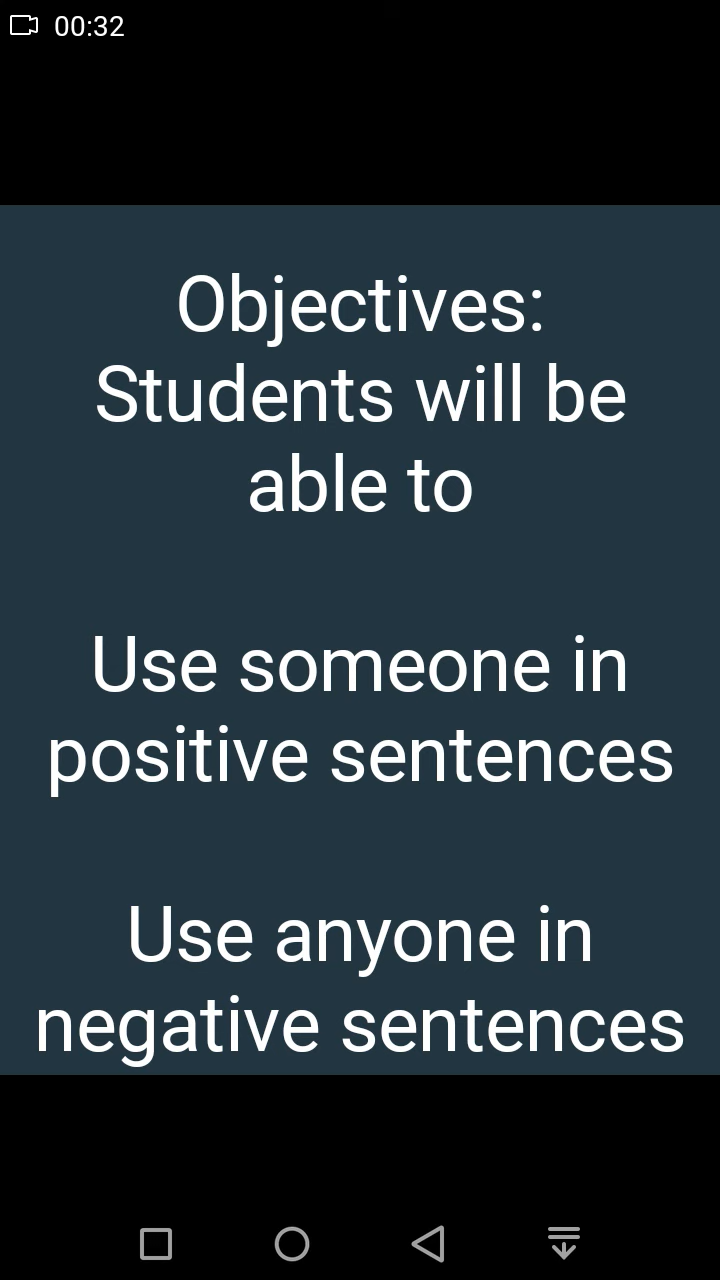 00:32
Objectives:
Students will be
able to
Use someone in
positive sentences
Use anyone in
negative sentences